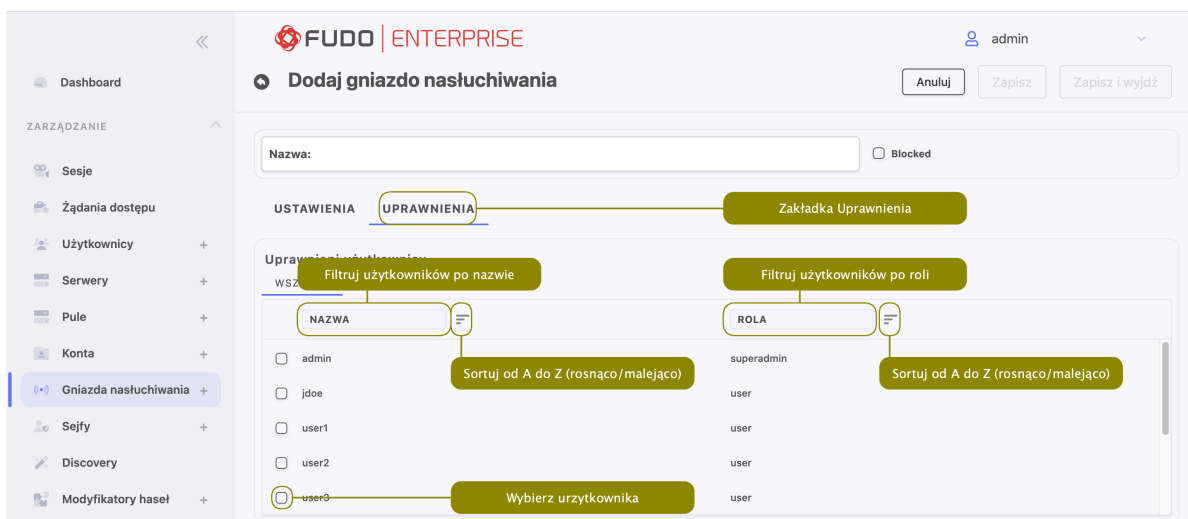 FUDO ENTERPRISE
admin
Dashboard
Dodaj gniazdo nasłuchiwania
Anuluj
Zapisz
Zapisz i wyjdź
ZARZĄDZANIE
Nazwa:
Blocked
Sesje
Żądania dostępu
USTAWIENIA
UPRAWNIENIA
Zakładka Uprawnienia
Użytkownicy
Uprawnieni użytkownicy
Filtruj użytkowników po nazwie
Filtruj użytkowników po roli
Serwery
WSZ
Pule
NAZWA
ROLA
Konta
admin
superadmin
Sortuj od A do Z (rosnąco/malejąco)
Sortuj od A do Z (rosnąco/malejąco)
Gniazda nasłuchiwania
jdoe
user
Sejfy
user1
user
Discovery
user2
user
Modyfikatory haseł
user3
Wybierz urzytkownika
user